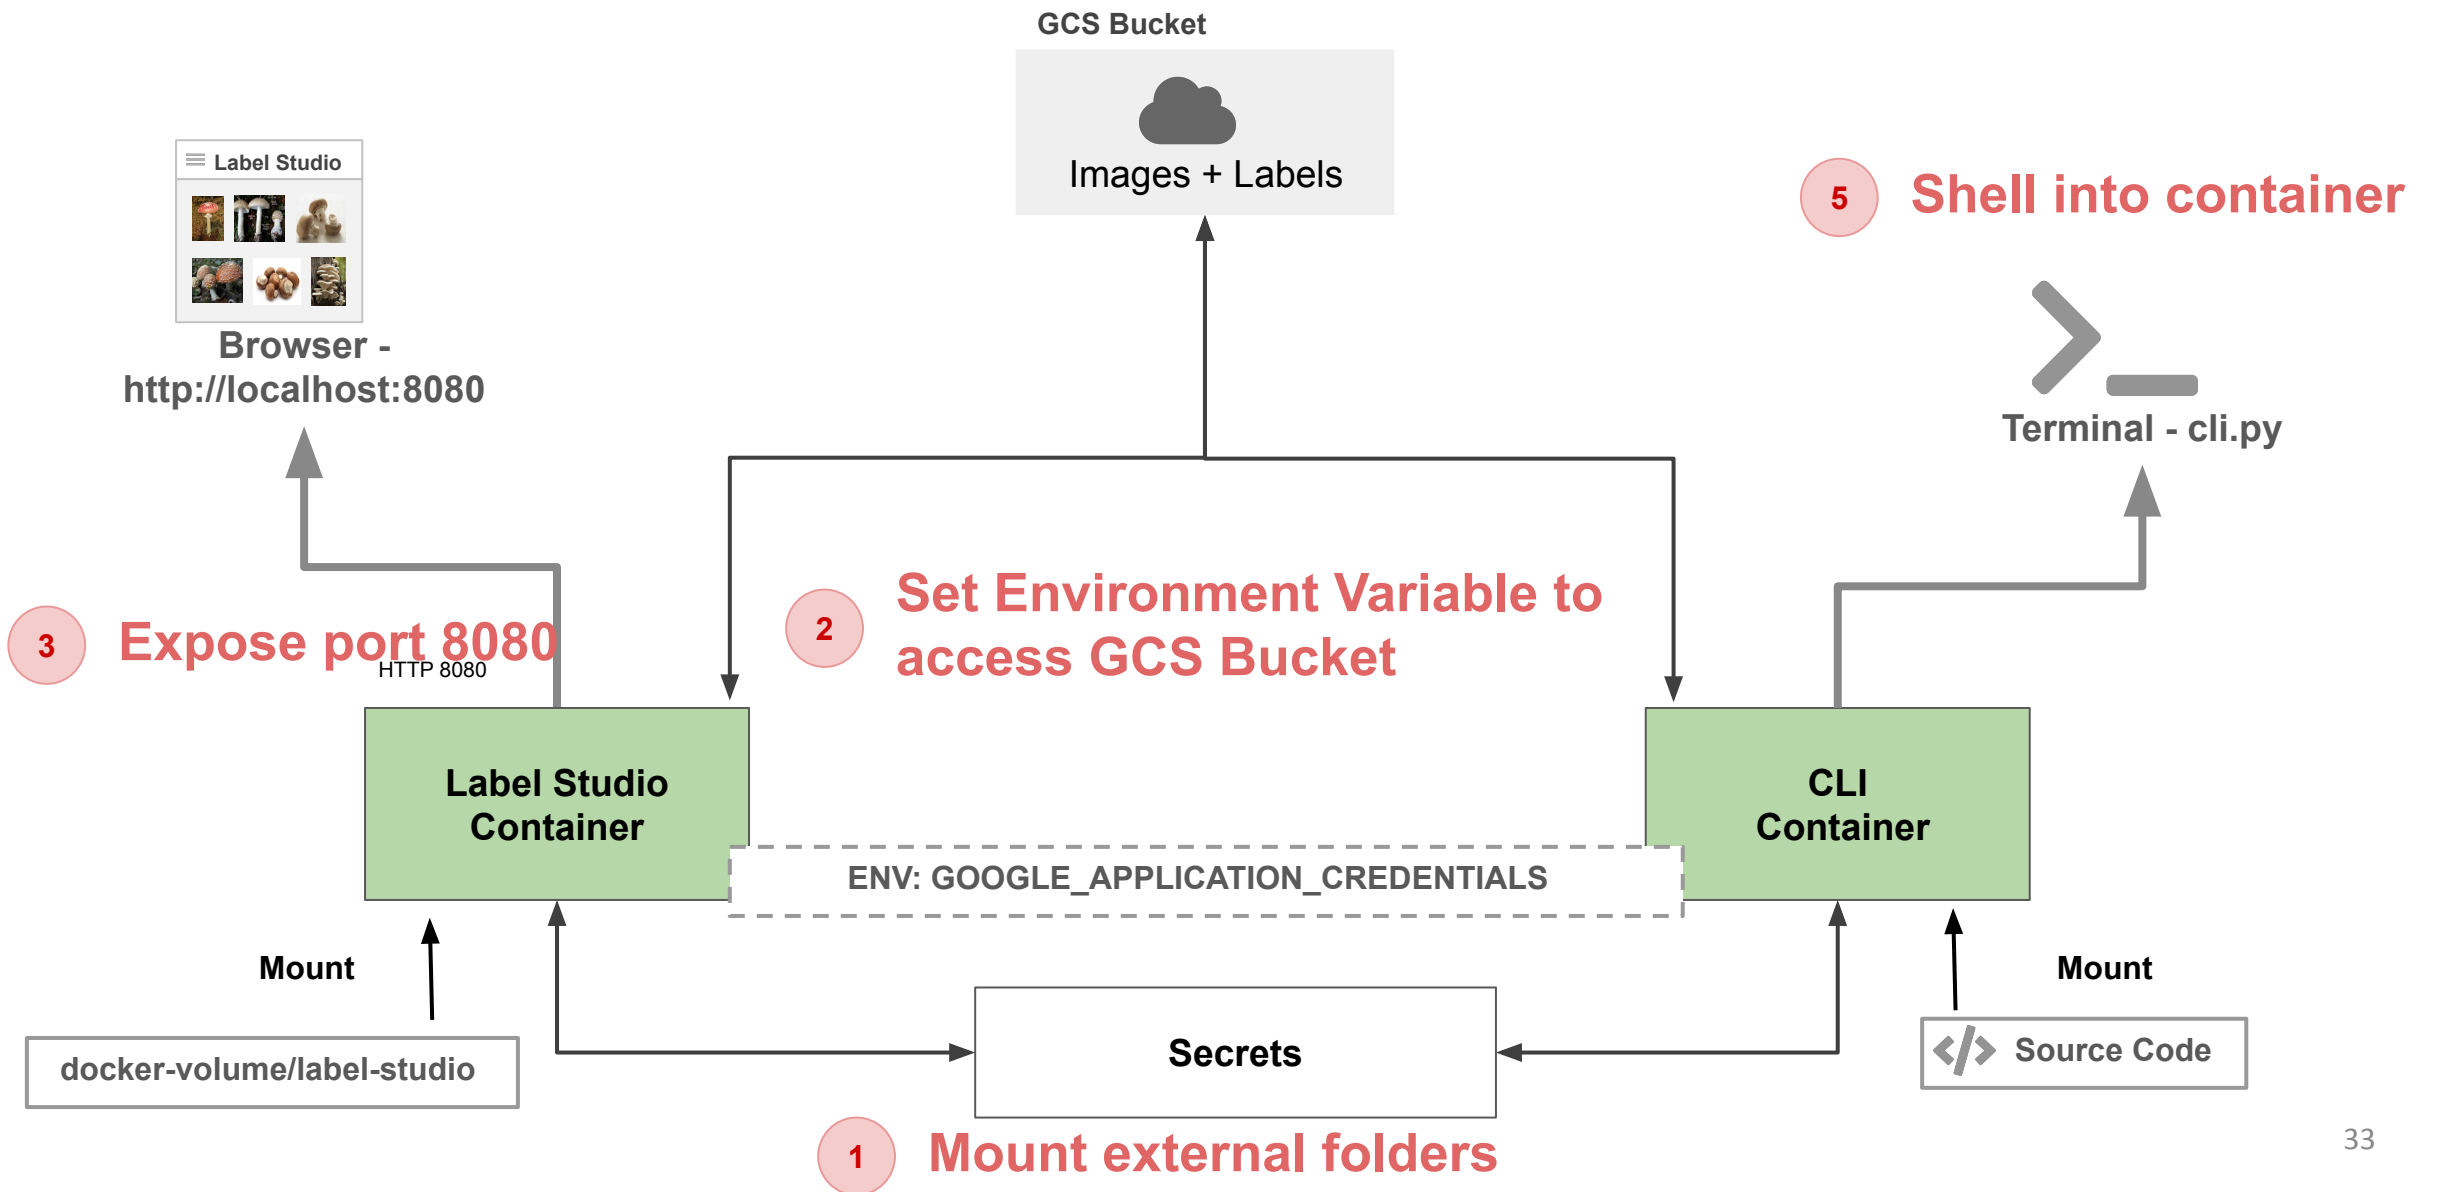 GCS Bucket
Images + Labels
Label Studio
Browser -
http://localhost:8080
5
Shell into container
Terminal - cli.py
3
Expose port 8080
HTTP 8080
2
Set Environment Variable to
access GCS Bucket
Label Studio
Container
CLI
Container
ENV: GOOGLE_APPLICATION_CREDENTIALS
Mount
Mount
docker-volume/label-studio
Secrets
</> Source Code
1
Mount external folders
33